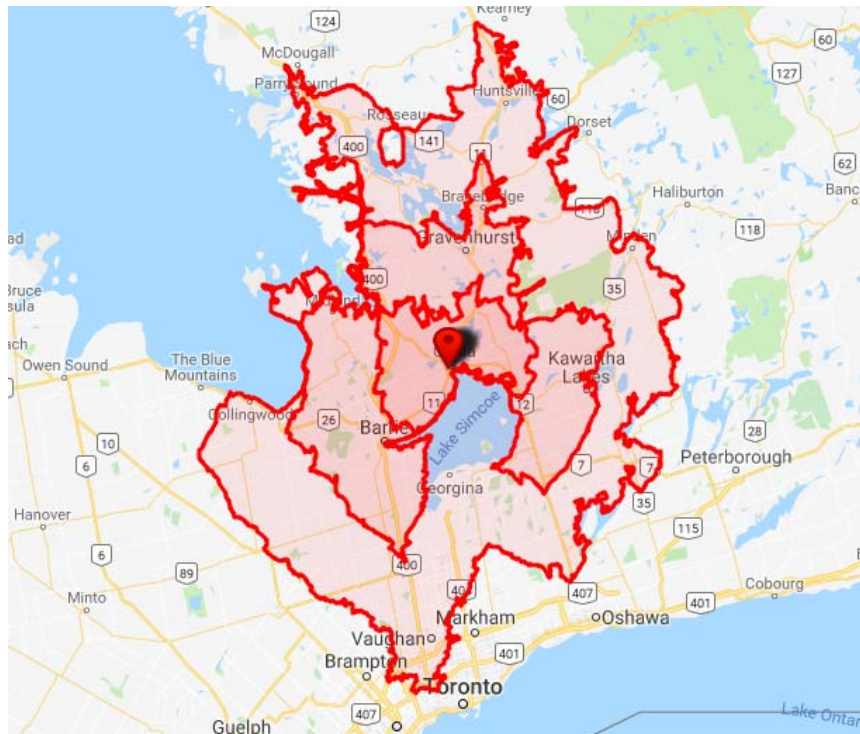 124
Kearney
60
McDougall
Parry Sound
Huntsville
60
127
Rosseau
Dorset
400
141
11
62
Haliburton
Banc
Bracebridge
118
118
Gravenhurst
Minden
400
35
Bruce
sula
Midland
Owen Sound
The Blue
Mountains
Kawartha
Lakes
Collingwood
11
12
26
Barrie
Lake Simcoe
28
10
6
7
7
Peterborough
Georgina
35
Hanover
115
6
89
400
407
Cobourg
Minto
401
Markham
Oshawa
Vaughan
401
Brampton
Toronto
407
Guelph
Lake Ontar